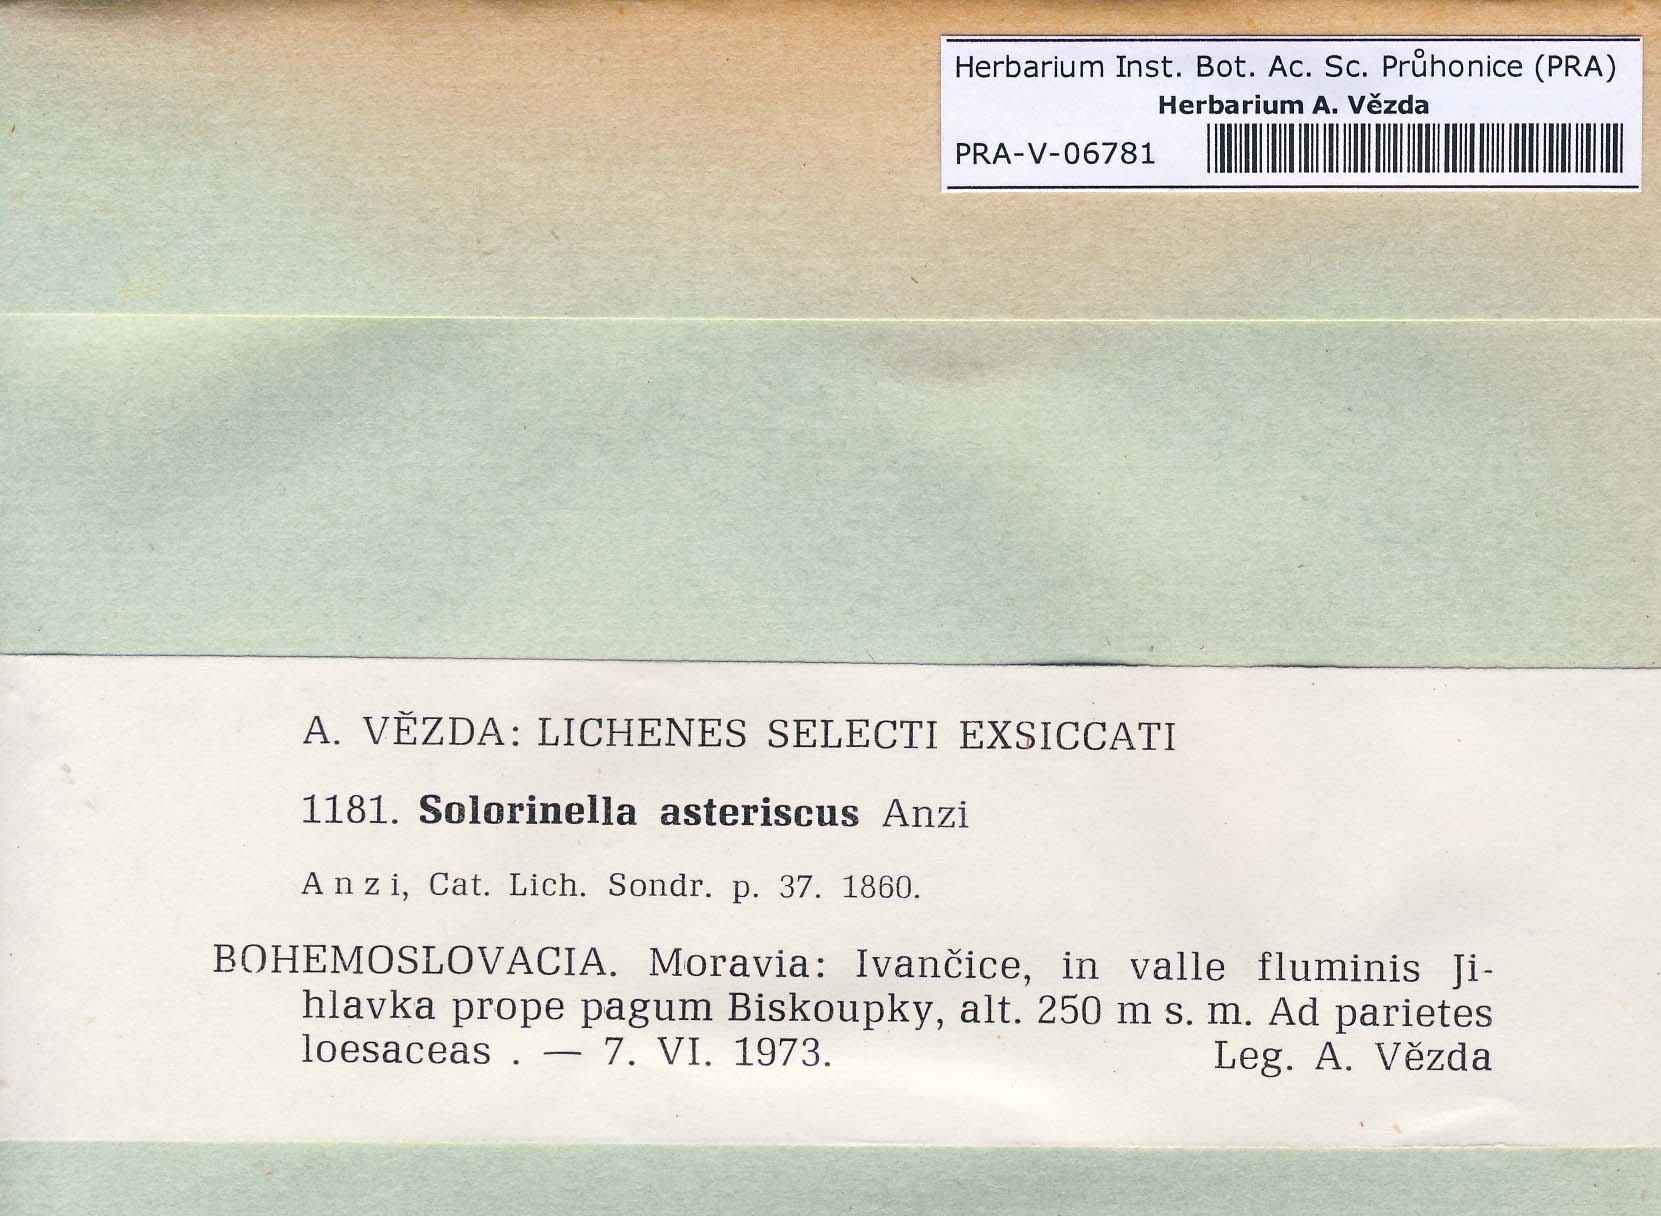 Herbarium Inst. Bot. Ac. Sc. Průhonice (PRA)
Herbarium A. Vězda
PRA-V-06781
A. VĚZDA: LICHENES SELECTI EXSICCATI
1181. Solorinella asteriscus Anzi
Anzi, Cat. Lich. Sondr. p. 37. 1860.
BOHEMOSLOVACIA. Moravia: Ivančice, in valle fluminis Ji-
hlavka prope pagum Biskoupky, alt. 250 m s. m. Ad parietes
loesaceas . — 7. VI. 1973. Leg. A. Vězda